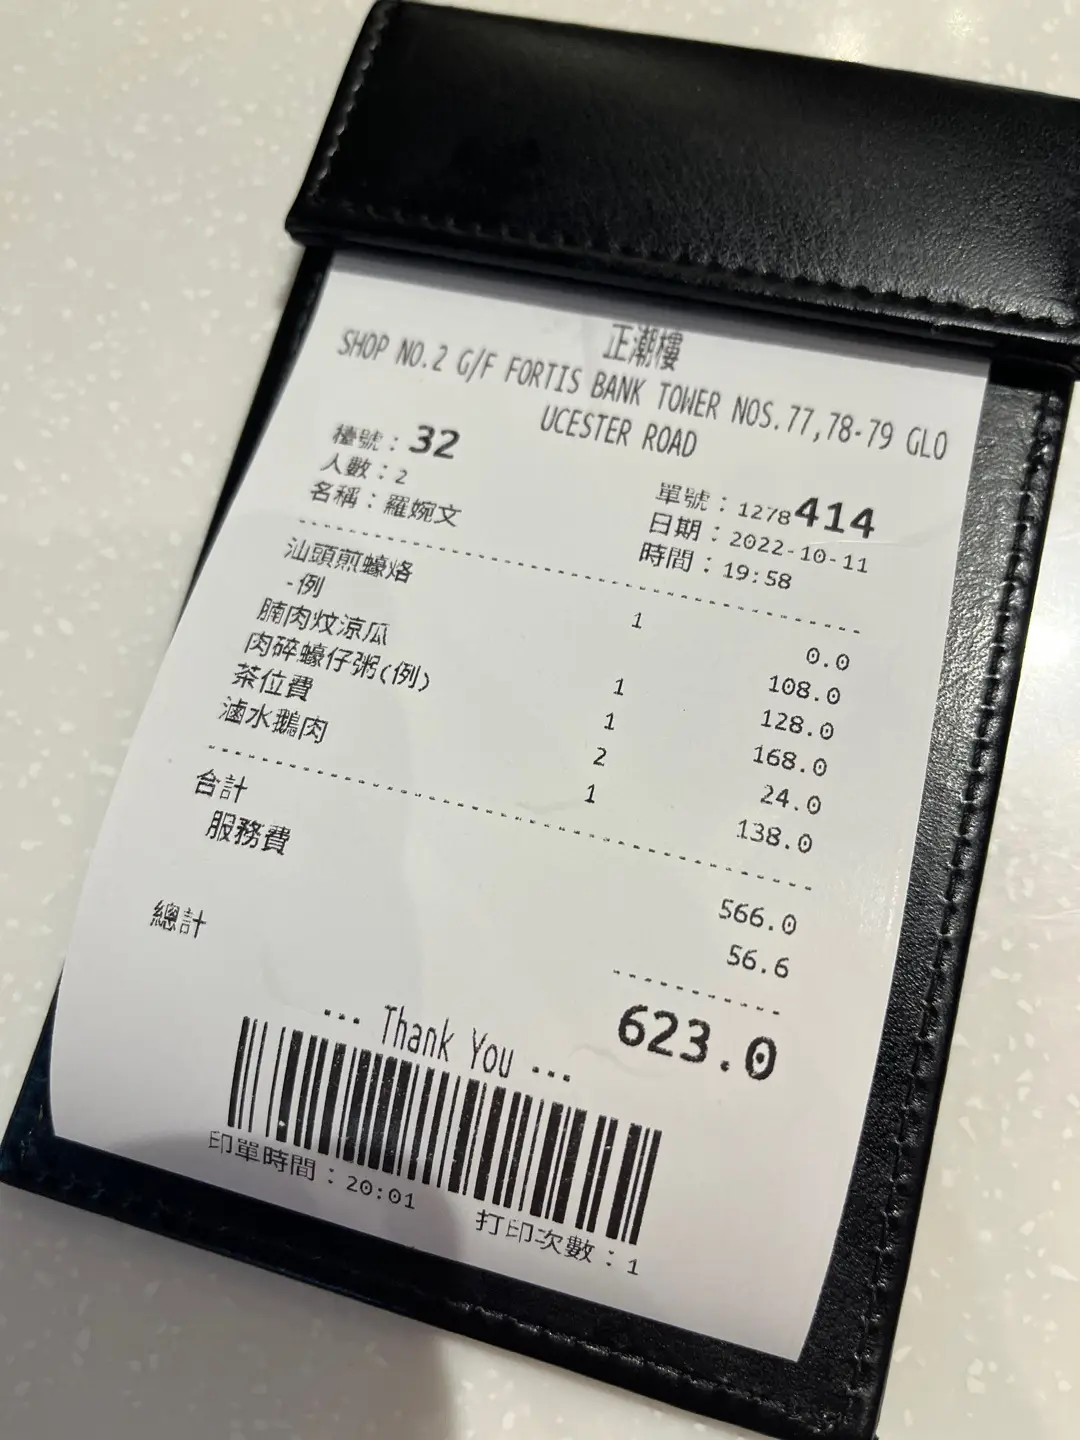 正潮樓
SHOP NO.2 G/F FORTIS BANK TOWER NOS.77,78-79 GLO
UCESTER ROAD
檯號：32
人數：2
名稱：羅婉文
單號：1278414
日期：2022-10-11
時間：19:58
汕頭煎蠔烙 1 0.0
-例 108.0
腩肉炆涼瓜 1 128.0
肉碎蠔仔粥(例) 1 168.0
茶位費 2 24.0
滷水鵝肉 1 138.0
合計 566.0
服務費 56.6
總計 623.0
... Thank You ...
印單時間：20:01
打印次數：1